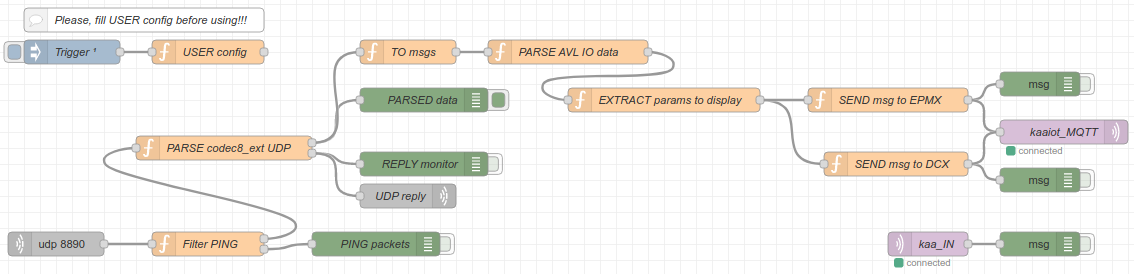 Please, fill USER config before using!!!
Trigger ¹
USER config
TO msgs
PARSE AVL IO data
PARSED data
EXTRACT params to display
SEND msg to EPMX
msg
kaaiot_MQTT
connected
PARSE codec8_ext UDP
REPLY monitor
SEND msg to DCX
msg
UDP reply
udp 8890
Filter PING
PING packets
kaa_IN
connected
msg